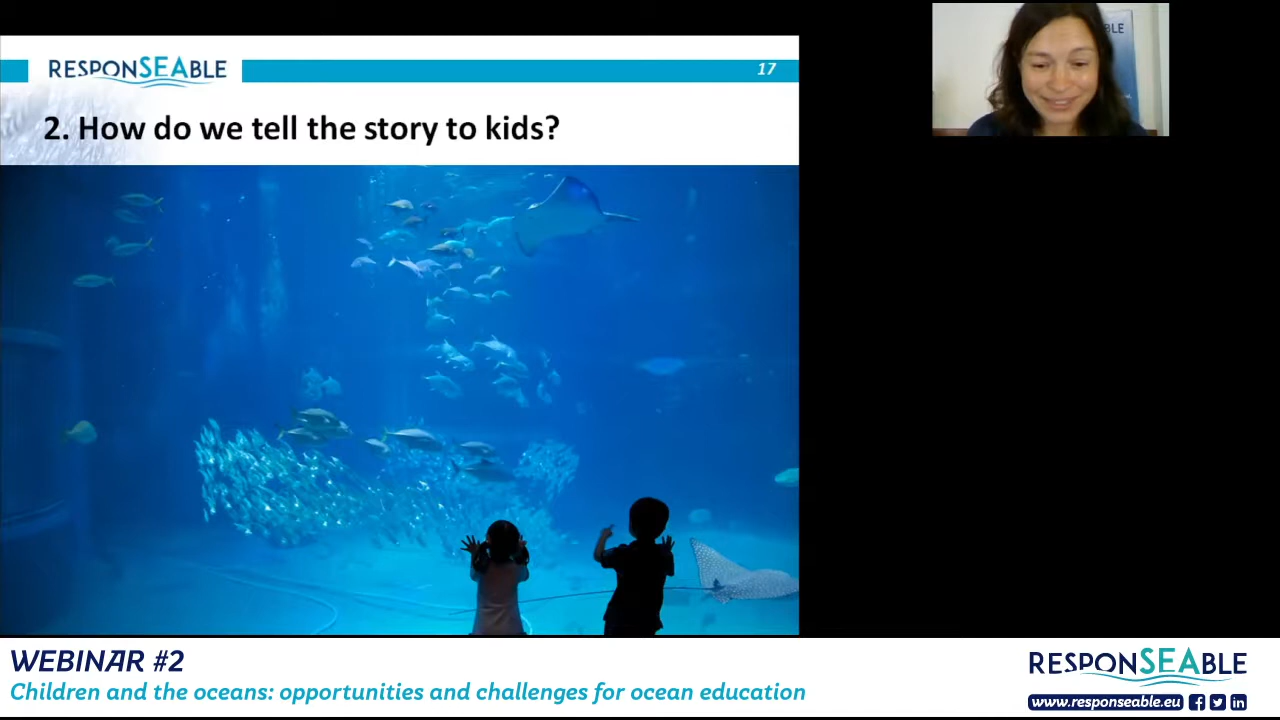 RESPONSEABLE
17
2. How do we tell the story to kids?
BLE
WEBINAR #2
Children and the oceans: opportunities and challenges for ocean education
RESPONSEABLE
www.responseable.eu